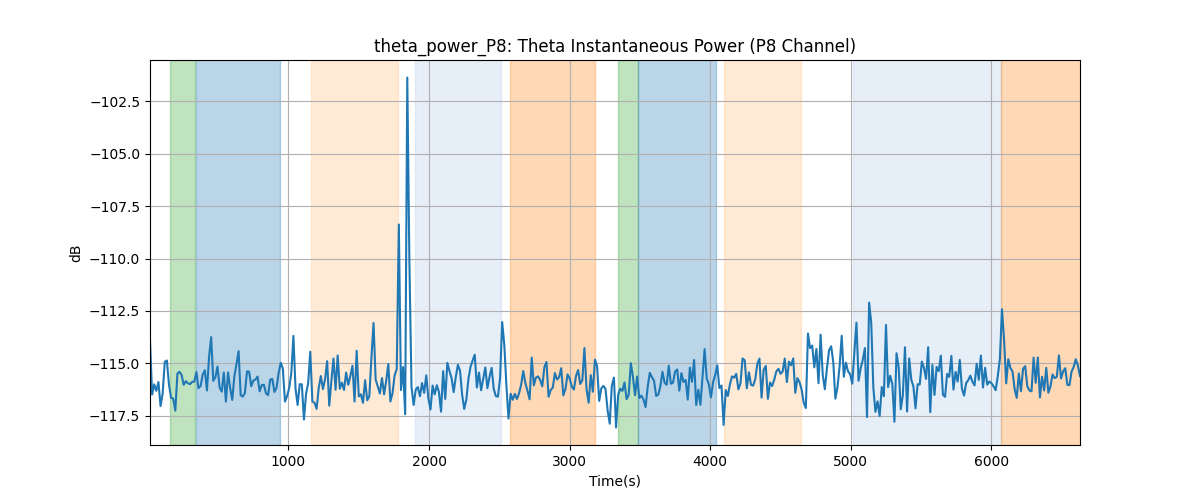 theta_power_P8: Theta Instantaneous Power (P8 Channel)
dB
−102.5
−105.0
−107.5
−110.0
−112.5
−115.0
−117.5
1000 2000 3000 4000 5000 6000
Time(s)